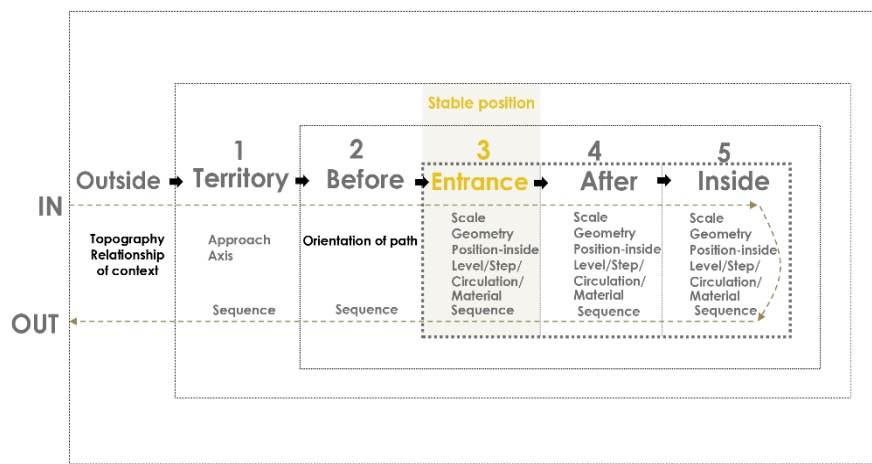 Stable position
1 2 3 4 5
Outside Territory Before Entrance After Inside
IN
Topography
Relationship
of context
Approach
Axis
Sequence
Orientation of path
Sequence
Scale
Geometry
Position-inside
Level/Step/
Circulation/
Material
Sequence
Scale
Geometry
Position-inside
Level/Step/
Circulation/
Material
Sequence
Scale
Geometry
Position-inside
Level/Step/
Circulation/
Material
Sequence
OUT